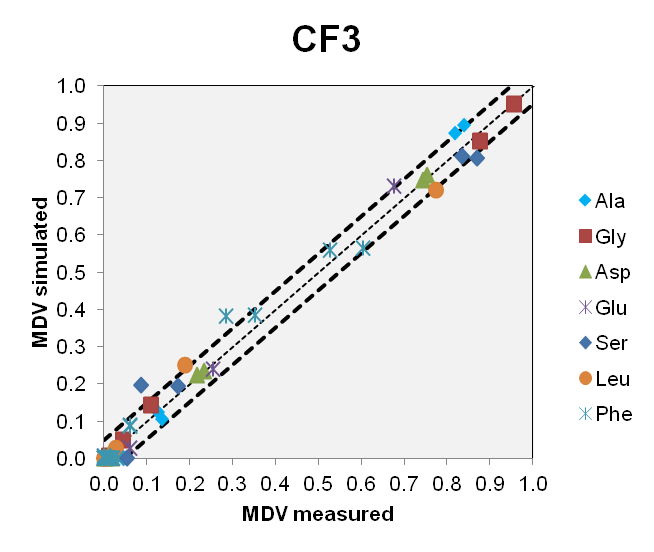 CF3
1.0
0.9
0.8
0.7
0.6
0.5
0.4
0.3
0.2
0.1
0.0
MDV simulated
0.0 0.1 0.2 0.3 0.4 0.5 0.6 0.7 0.8 0.9 1.0
MDV measured
Ala
Gly
Asp
Glu
Ser
Leu
Phe